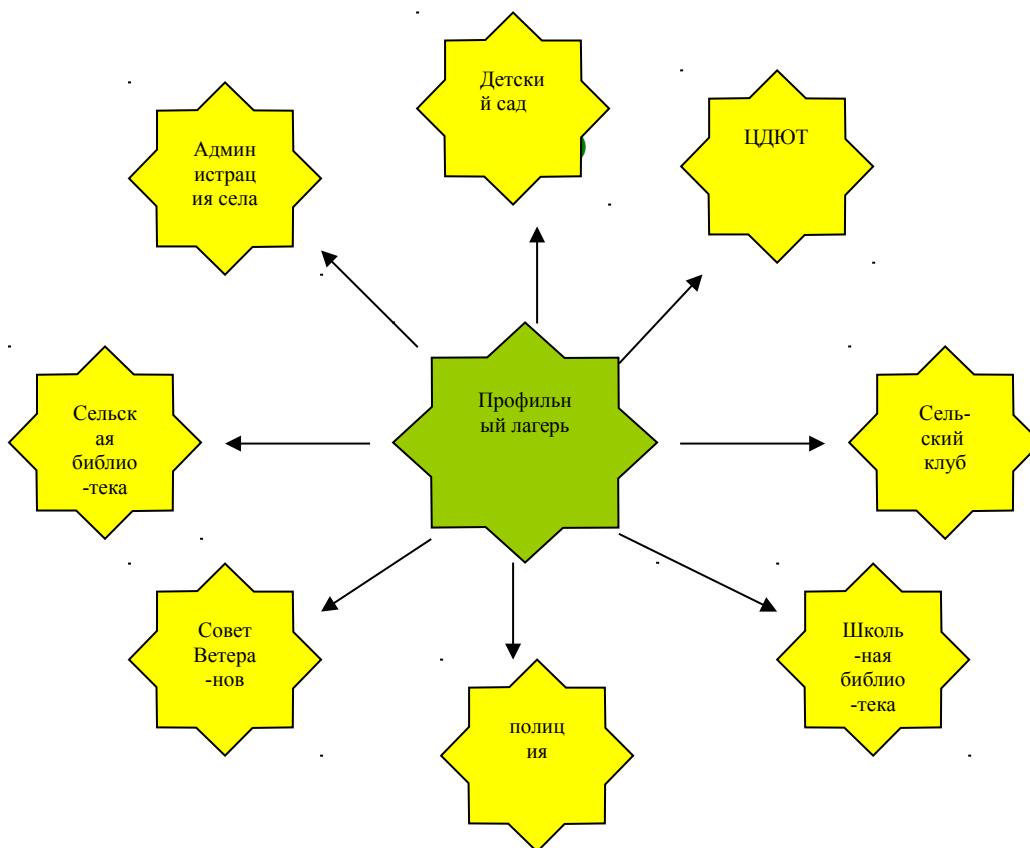 Детски
й сад
ЦДЮТ
Админ
истрац
ия села
Профильн
ый лагерь
Сельск
ая
библио
-тека
Сель-
ский
клуб
Совет
Ветера
-нов
Школь
-ная
библио
-тека
полиц
ия